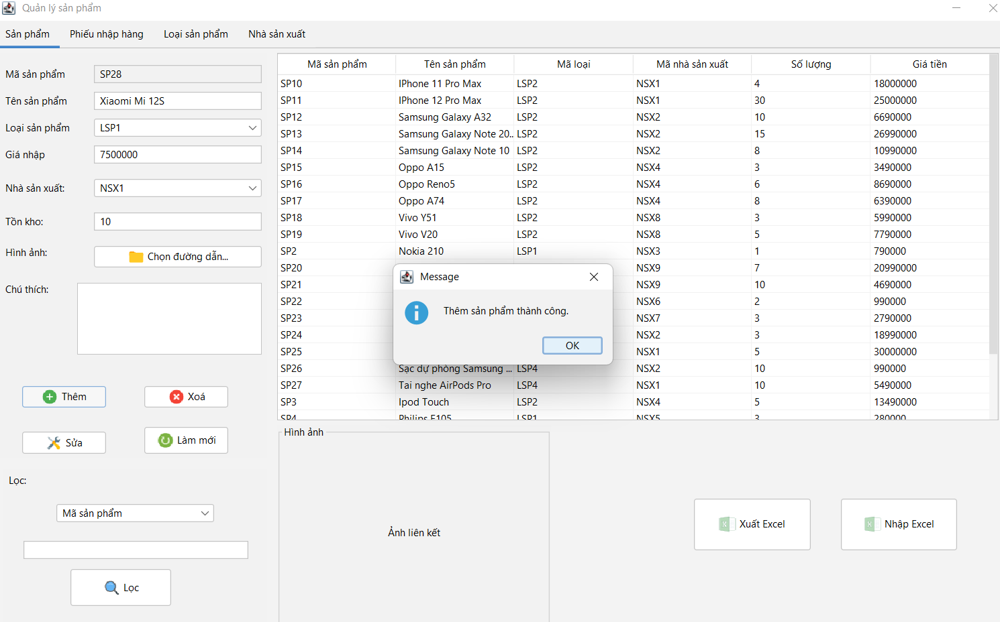 Quản lý sản phẩm
Sản phẩm Phiếu nhập hàng Loại sản phẩm Nhà sản xuất
Mã sản phẩm SP28
Tên sản phẩm Xiaomi Mi 12S
Loại sản phẩm LSP1
Giá nhập 7500000
Nhà sản xuất: NSX1
Tồn kho: 10
Hình ảnh: Chọn đường dẫn...
Chú thích:
Thêm Xoá
Sửa Làm mới
Lọc:
Mã sản phẩm
Lọc
Mã sản phẩm Tên sản phẩm Mã loại Mã nhà sản xuất Số lượng Giá tiền
SP10 IPhone 11 Pro Max LSP2 NSX1 4 18000000
SP11 IPhone 12 Pro Max LSP2 NSX1 30 25000000
SP12 Samsung Galaxy A32 LSP2 NSX2 10 6690000
SP13 Samsung Galaxy Note 20... LSP2 NSX2 15 26990000
SP14 Samsung Galaxy Note 10 LSP2 NSX2 8 10990000
SP15 Oppo A15 LSP2 NSX4 3 3490000
SP16 Oppo Reno5 LSP2 NSX4 6 8690000
SP17 Oppo A74 LSP2 NSX4 8 6390000
SP18 Vivo Y51 LSP2 NSX8 3 5990000
SP19 Vivo V20 LSP2 NSX8 5 7790000
SP2 Nokia 210 LSP1 NSX3 1 790000
SP20 NSX9 7 20990000
SP21 NSX9 10 4690000
SP22 NSX6 2 990000
SP23 NSX7 3 2790000
SP24 NSX2 3 18990000
SP25 NSX1 5 30000000
SP26 Sạc dự phòng Samsung ... LSP4 NSX2 10 990000
SP27 Tai nghe AirPods Pro LSP4 NSX1 10 5490000
SP3 Ipod Touch LSP2 NSX4 5 13490000
SP4 Philips E105 LSP1 NSX5 3 280000
Message
Thêm sản phẩm thành công.
OK
Hình ảnh
Ảnh liên kết
Xuất Excel Nhập Excel